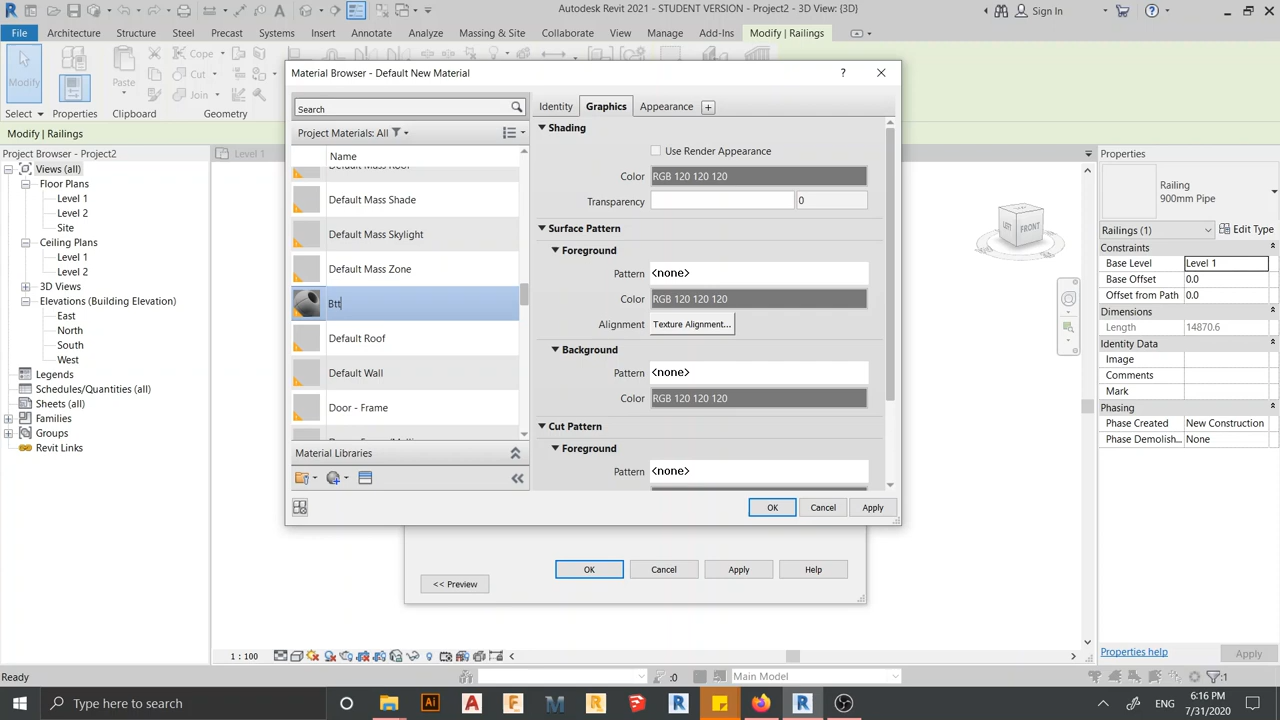 Autodesk Revit 2021 - STUDENT VERSION - Project2 - 3D View: {3D}
Sign In
File Architecture Structure Steel Precast Systems Insert Annotate Analyze Massing & Site Collaborate View Manage Add-Ins Modify | Railings
Modify
Paste
Cope
Cut
Join
Select Properties Clipboard Geometry
Modify | Railings
Project Browser - Project2
Views (all)
Floor Plans
Level 1
Level 2
Site
Ceiling Plans
Level 1
Level 2
3D Views
Elevations (Building Elevation)
East
North
South
West
Legends
Schedules/Quantities (all)
Sheets (all)
Families
Groups
Revit Links
Level 1
Material Browser - Default New Material
?
Search
Project Materials: All
Name
Default Mass Roof
Default Mass Shade
Default Mass Skylight
Default Mass Zone
Btt
Default Roof
Default Wall
Door - Frame
Material Libraries
Identity Graphics Appearance
Shading
Use Render Appearance
Color RGB 120 120 120
Transparency 0
Surface Pattern
Foreground
Pattern <none>
Color RGB 120 120 120
Alignment Texture Alignment...
Background
Pattern <none>
Color RGB 120 120 120
Cut Pattern
Foreground
Pattern <none>
OK Cancel Apply
OK Cancel Apply Help
<< Preview
LEFT FRONT
Properties
Railing
900mm Pipe
Railings (1) Edit Type
Constraints
Base Level Level 1
Base Offset 0.0
Offset from Path 0.0
Dimensions
Length 14870.6
Identity Data
Image
Comments
Mark
Phasing
Phase Created New Construction
Phase Demolish... None
Properties help Apply
1 : 100
Ready
:0
Main Model
:1
Type here to search
ENG
6:16 PM
7/31/2020